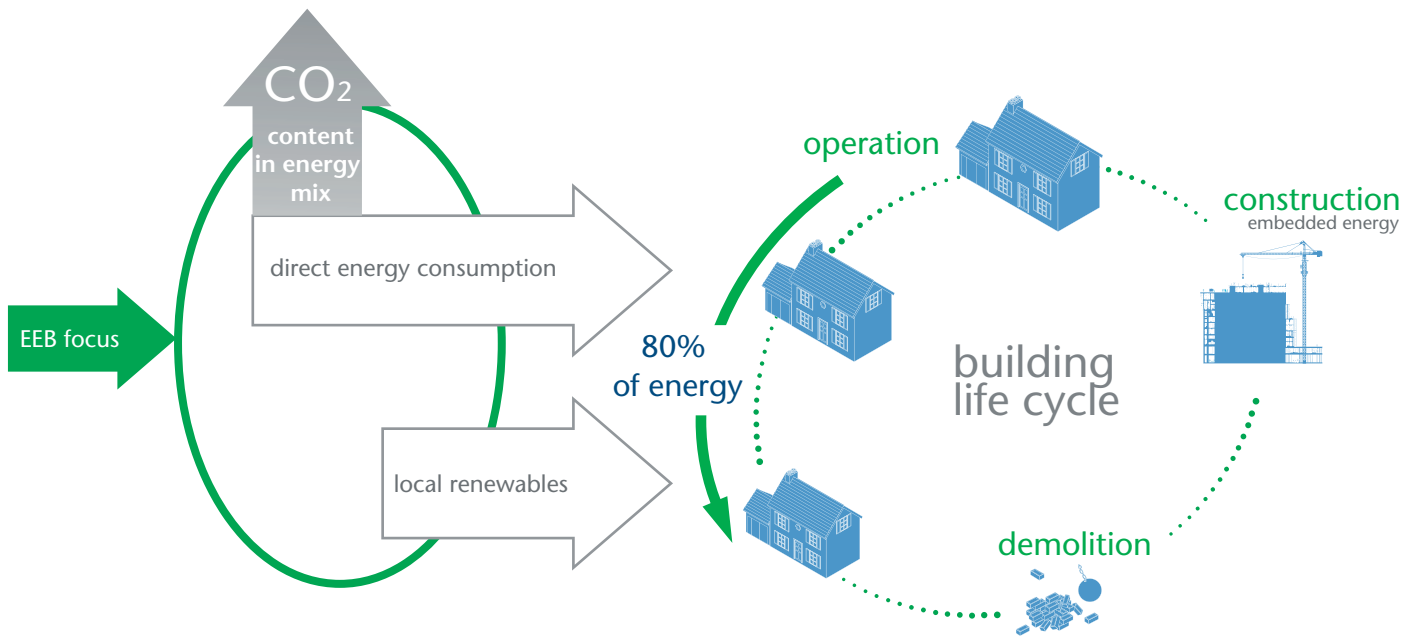 CO2
content
in energy
mix
direct energy consumption
EEB focus
local renewables
80%
of energy
operation
construction
embedded energy
building
life cycle
demolition